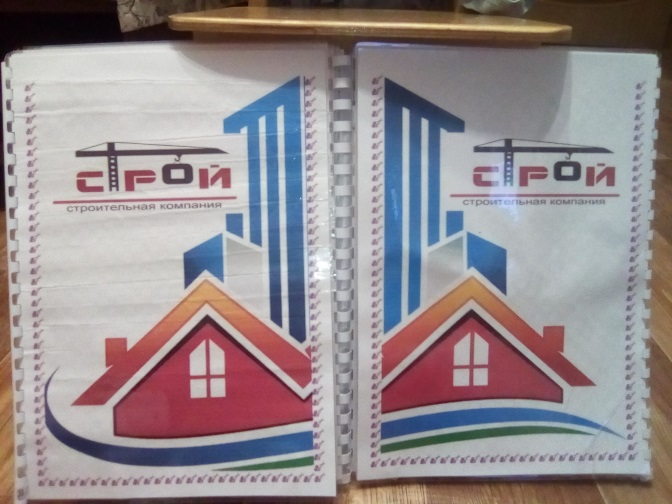 строй
строительная компания
строй
строительная компания